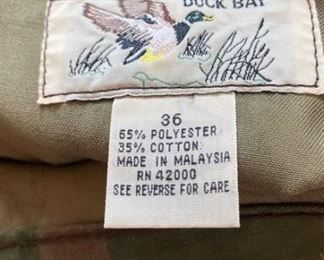 DUCK BAY
36
65% POLYESTER
35% COTTON
MADE IN MALAYSIA
RN 42000
SEE REVERSE FOR CARE